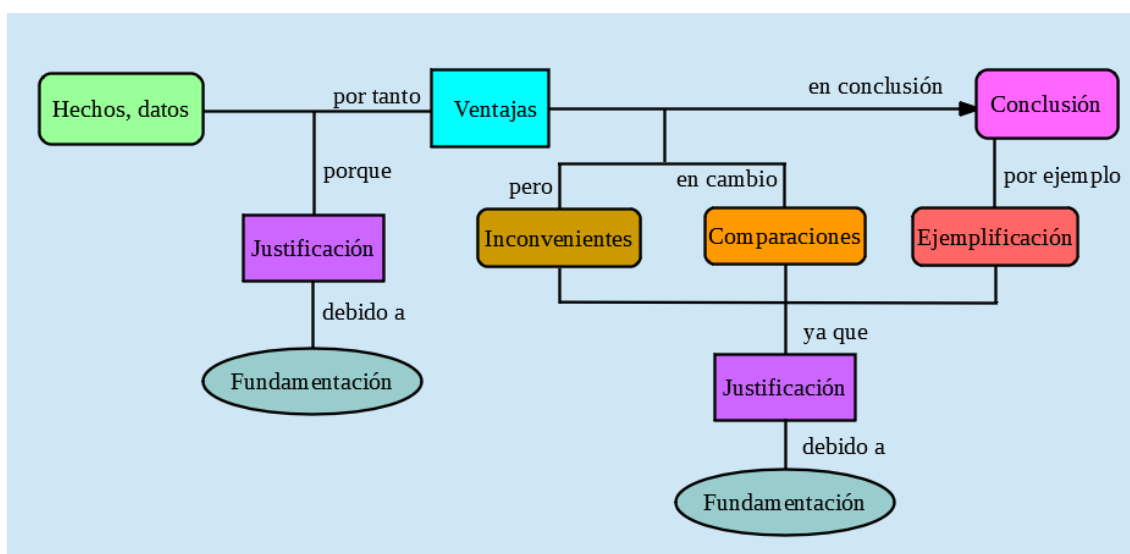 Hechos, datos
por tanto
Ventajas
en conclusión
Conclusión
porque
pero
en cambio
por ejemplo
Justificación
Inconvenientes
Comparaciones
Ejemplificación
debido a
ya que
Fundamentación
Justificación
debido a
Fundamentación